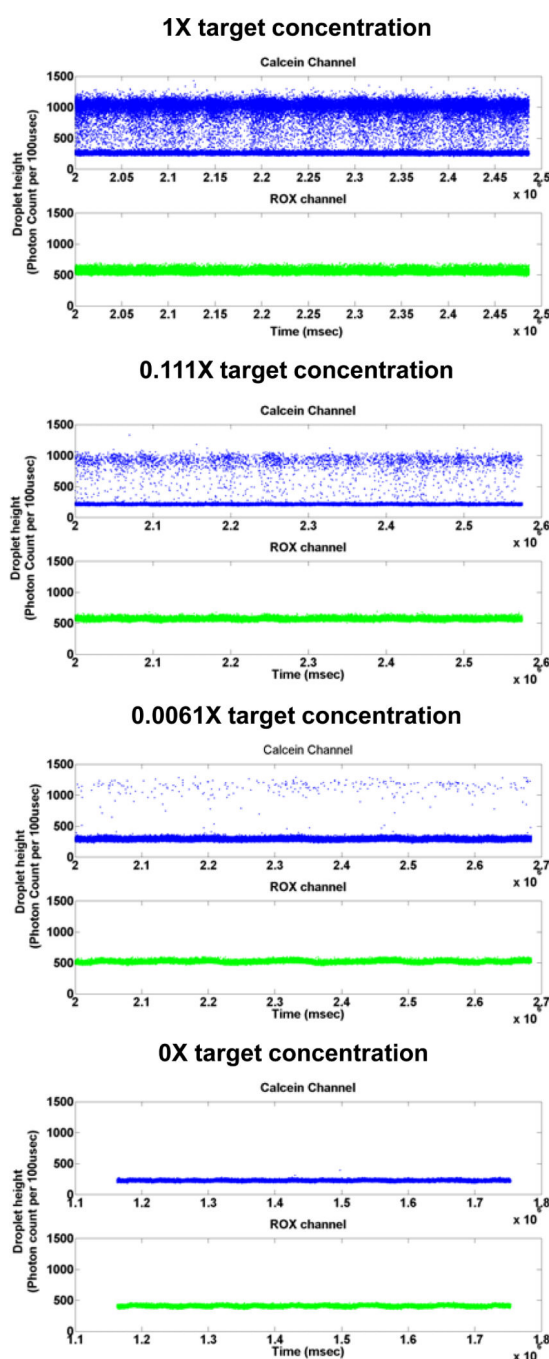 1X target concentration
Calcein Channel
1500
1000
500
0
2 2.05 2.1 2.15 2.2 2.25 2.3 2.35 2.4 2.45 2.5
x 10⁶
ROX channel
1500
1000
500
0
2 2.05 2.1 2.15 2.2 2.25 2.3 2.35 2.4 2.45 2.5
Time (msec)
x 10⁶
Droplet height
(Photon Count per 100usec)
0.111X target concentration
Calcein Channel
1500
1000
500
0
2 2.1 2.2 2.3 2.4 2.5 2.6
x 10⁶
ROX channel
1500
1000
500
0
2 2.1 2.2 2.3 2.4 2.5 2.6
Time (msec)
x 10⁶
Droplet height
(Photon Count per 100usec)
0.0061X target concentration
Calcein Channel
1500
1000
500
0
2 2.1 2.2 2.3 2.4 2.5 2.6 2.7
x 10⁶
ROX channel
1500
1000
500
0
2 2.1 2.2 2.3 2.4 2.5 2.6 2.7
Time (msec)
x 10⁶
Droplet height
(Photon Count per 100usec)
0X target concentration
Calcein Channel
1500
1000
500
0
1.1 1.2 1.3 1.4 1.5 1.6 1.7 1.8
x 10⁶
ROX channel
1500
1000
500
0
1.1 1.2 1.3 1.4 1.5 1.6 1.7 1.8
Time (msec)
x 10⁶
Droplet height
(Photon count per 100usec)